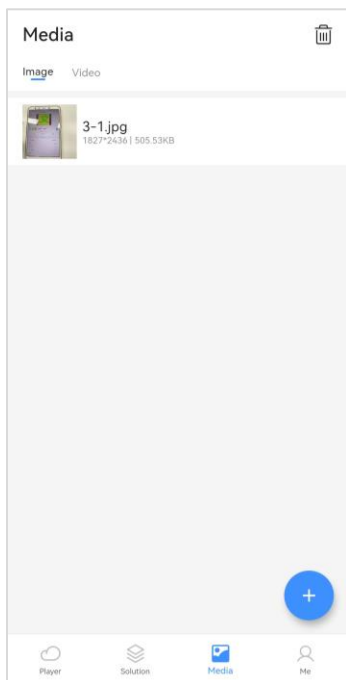 Media
Image Video
3-1.jpg
1827*2436 | 505.53KB
+
Player Solution Media Me